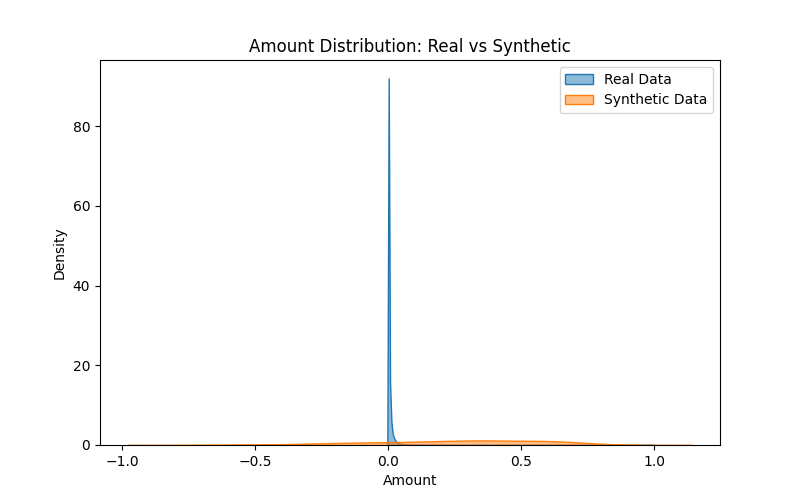 Amount Distribution: Real vs Synthetic
Real Data
Synthetic Data
Density
80
60
40
20
0
−1.0 −0.5 0.0 0.5 1.0
Amount